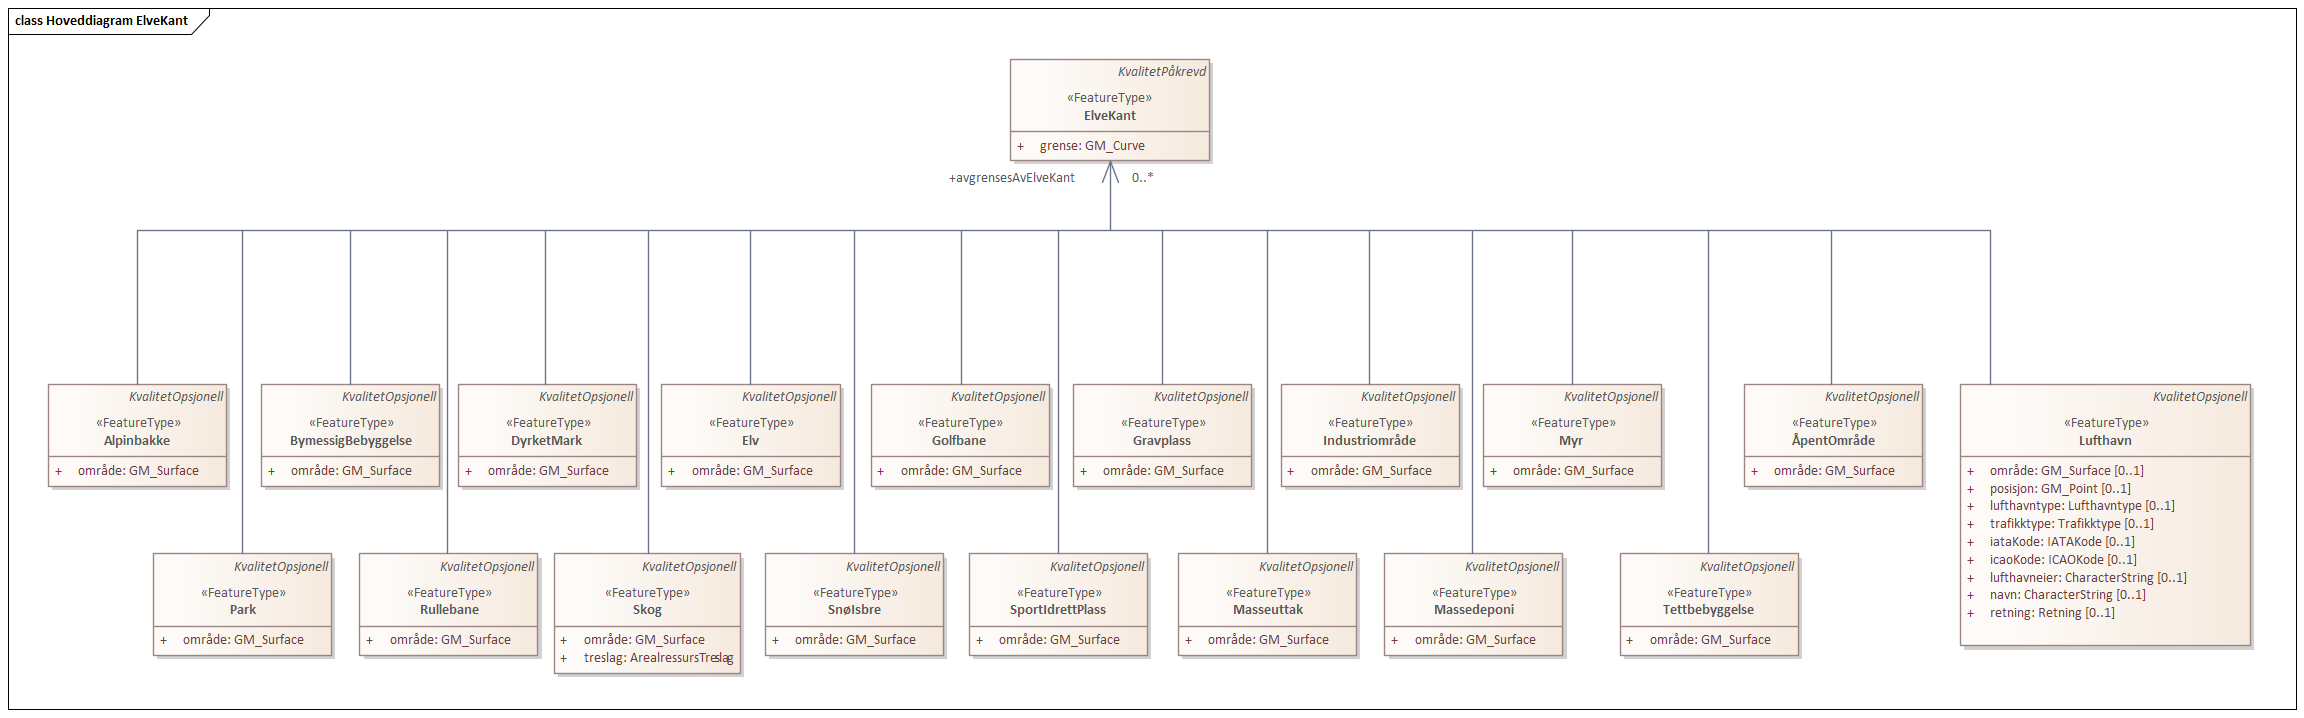 class Hoveddiagram ElveKant
KvalitetPåkrevd
«FeatureType»
ElveKant
+ grense: GM_Curve
+avgrensesAvElveKant 0..*
KvalitetOpsjonell
«FeatureType»
Alpinbakke
+ område: GM_Surface
KvalitetOpsjonell
«FeatureType»
BymessigBebyggelse
+ område: GM_Surface
KvalitetOpsjonell
«FeatureType»
DyrketMark
+ område: GM_Surface
KvalitetOpsjonell
«FeatureType»
Elv
+ område: GM_Surface
KvalitetOpsjonell
«FeatureType»
Golfbane
+ område: GM_Surface
KvalitetOpsjonell
«FeatureType»
Gravplass
+ område: GM_Surface
KvalitetOpsjonell
«FeatureType»
Industriområde
+ område: GM_Surface
KvalitetOpsjonell
«FeatureType»
Myr
+ område: GM_Surface
KvalitetOpsjonell
«FeatureType»
ÅpentOmråde
+ område: GM_Surface
KvalitetOpsjonell
«FeatureType»
Lufthavn
+ område: GM_Surface [0..1]
+ posisjon: GM_Point [0..1]
+ lufthavntype: Lufthavntype [0..1]
+ trafikktype: Trafikktype [0..1]
+ iataKode: IATAKode [0..1]
+ icaoKode: ICAOKode [0..1]
+ lufthavneier: CharacterString [0..1]
+ navn: CharacterString [0..1]
+ retning: Retning [0..1]
KvalitetOpsjonell
«FeatureType»
Park
+ område: GM_Surface
KvalitetOpsjonell
«FeatureType»
Rullebane
+ område: GM_Surface
KvalitetOpsjonell
«FeatureType»
Skog
+ område: GM_Surface
+ treslag: ArealressursTreslag
KvalitetOpsjonell
«FeatureType»
SnøIsbre
+ område: GM_Surface
KvalitetOpsjonell
«FeatureType»
SportIdrettPlass
+ område: GM_Surface
KvalitetOpsjonell
«FeatureType»
Masseuttak
+ område: GM_Surface
KvalitetOpsjonell
«FeatureType»
Massedeponi
+ område: GM_Surface
KvalitetOpsjonell
«FeatureType»
Tettbebyggelse
+ område: GM_Surface